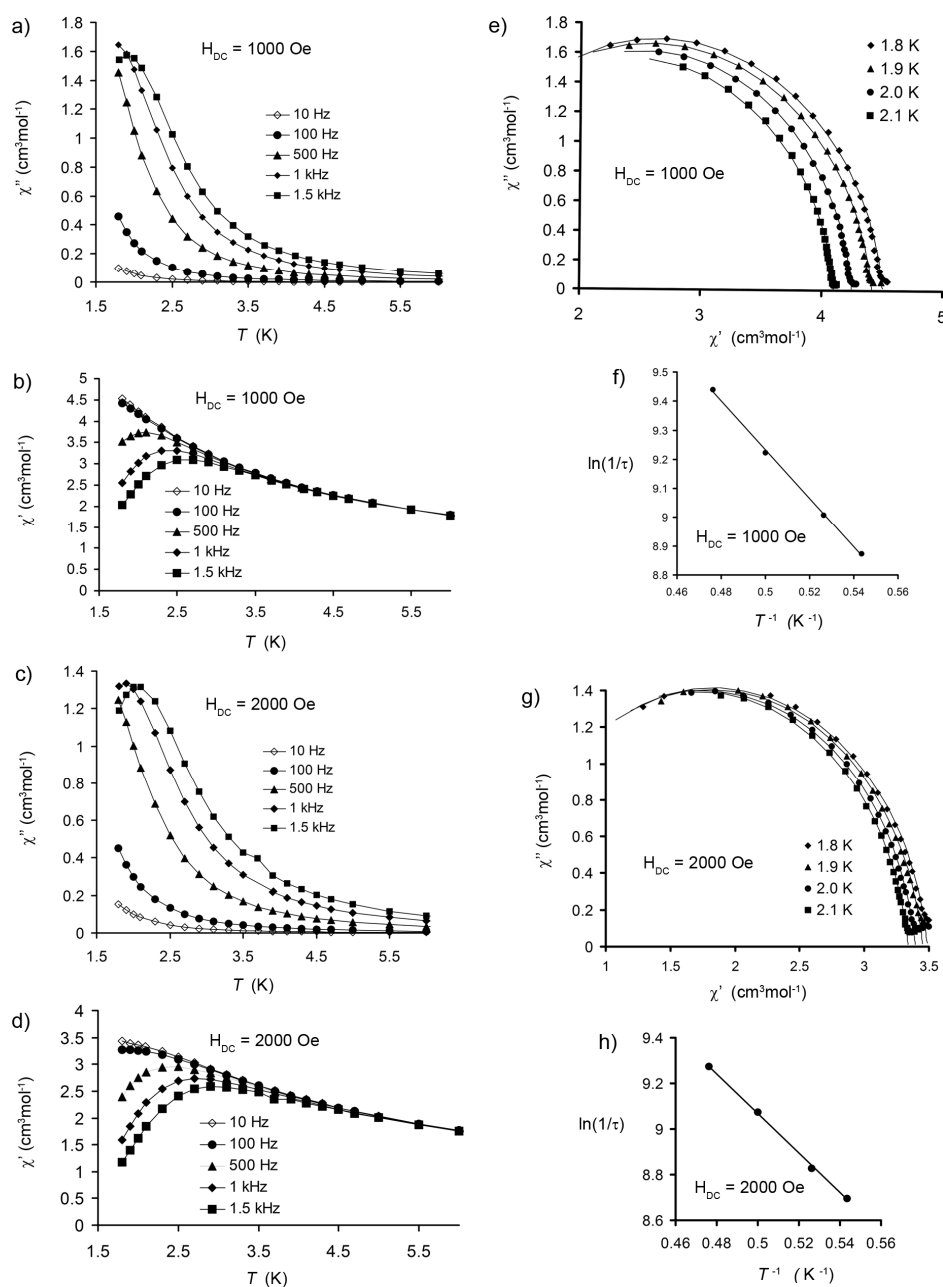 a)
H_DC = 1000 Oe
χ'' (cm³mol⁻¹)
1.8
1.6
1.4
1.2
1
0.8
0.6
0.4
0.2
0
10 Hz
100 Hz
500 Hz
1 kHz
1.5 kHz
1.5 2.5 3.5 4.5 5.5
T (K)
b)
H_DC = 1000 Oe
χ' (cm³mol⁻¹)
5
4.5
4
3.5
3
2.5
2
1.5
1
0.5
0
10 Hz
100 Hz
500 Hz
1 kHz
1.5 kHz
1.5 2.5 3.5 4.5 5.5
T (K)
c)
H_DC = 2000 Oe
χ'' (cm³mol⁻¹)
1.4
1.2
1
0.8
0.6
0.4
0.2
0
10 Hz
100 Hz
500 Hz
1 kHz
1.5 kHz
1.5 2.5 3.5 4.5 5.5
T (K)
d)
H_DC = 2000 Oe
χ' (cm³mol⁻¹)
4
3.5
3
2.5
2
1.5
1
0.5
0
10 Hz
100 Hz
500 Hz
1 kHz
1.5 kHz
1.5 2.5 3.5 4.5 5.5
T (K)
e)
χ'' (cm³mol⁻¹)
1.8
1.6
1.4
1.2
1
0.8
0.6
0.4
0.2
0
1.8 K
1.9 K
2.0 K
2.1 K
H_DC = 1000 Oe
2 3 4 5
χ' (cm³mol⁻¹)
f)
9.5
9.4
9.3
9.2
9.1
9
8.9
8.8
ln(1/τ)
H_DC = 1000 Oe
0.46 0.48 0.5 0.52 0.54 0.56
T⁻¹ (K⁻¹)
g)
χ'' (cm³mol⁻¹)
1.4
1.2
1
0.8
0.6
0.4
0.2
0
H_DC = 2000 Oe
1.8 K
1.9 K
2.0 K
2.1 K
1 1.5 2 2.5 3 3.5
χ' (cm³mol⁻¹)
h)
9.4
9.2
9
8.8
8.6
ln(1/τ)
H_DC = 2000 Oe
0.46 0.48 0.5 0.52 0.54 0.56
T⁻¹ (K⁻¹)